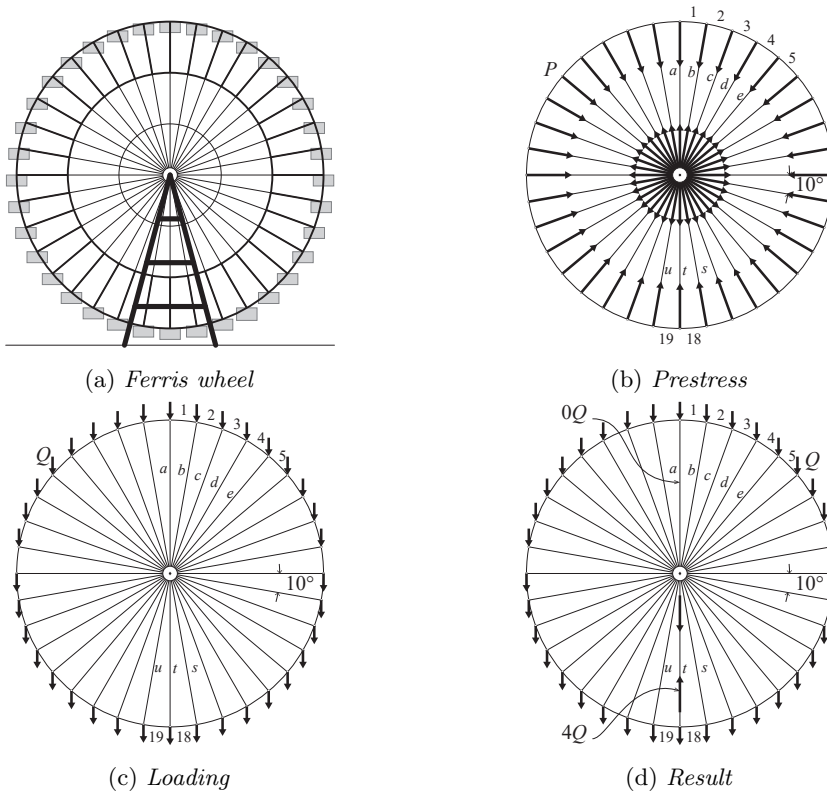 (a) Ferris wheel
1
2
3
4
5
P
a
b
c
d
e
10°
u
t
s
19
18
(b) Prestress
1
2
3
4
5
Q
a
b
c
d
e
10°
u
t
s
19
18
(c) Loading
0Q
1
2
3
4
5
Q
a
b
c
d
e
10°
u
t
s
4Q
19
18
(d) Result